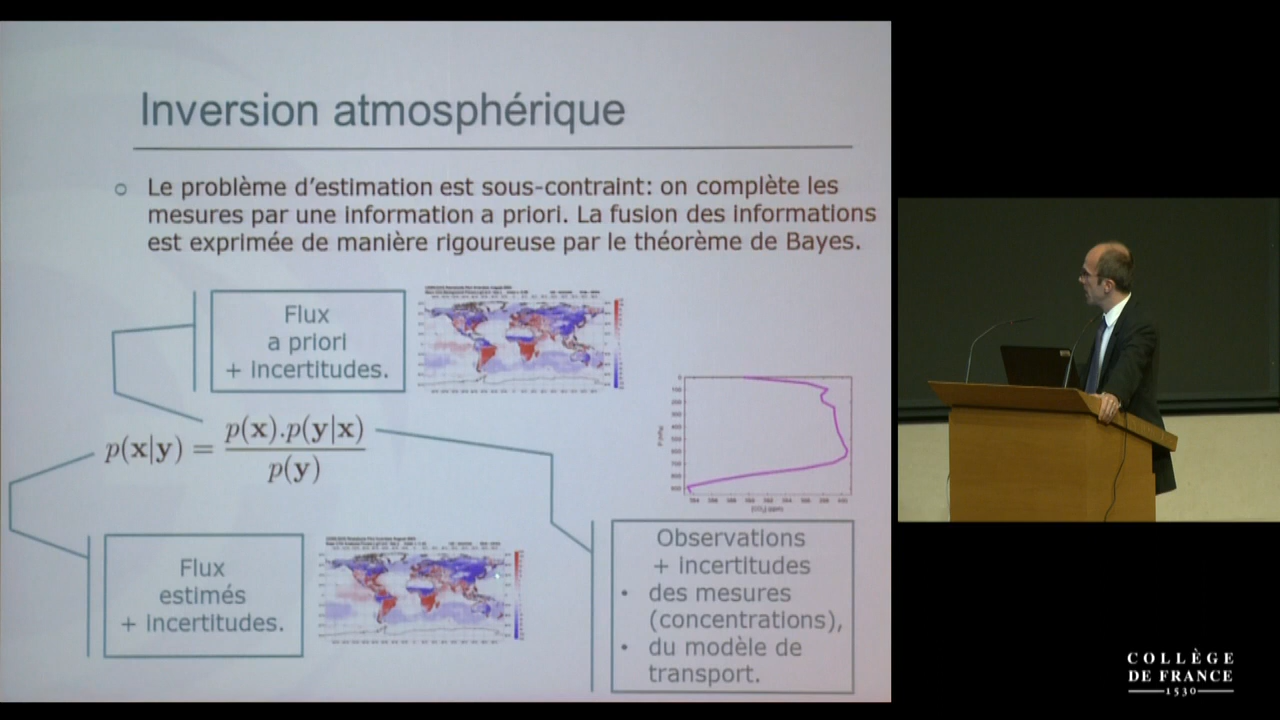 Inversion atmosphérique
Le problème d'estimation est sous-contraint: on complète les
mesures par une information a priori. La fusion des informations
est exprimée de manière rigoureuse par le théorème de Bayes.
Flux
a priori
+ incertitudes.
p(x|y) = p(x).p(y|x) / p(y)
Flux
estimés
+ incertitudes.
Observations
+ incertitudes
• des mesures
(concentrations),
• du modèle de
transport.
COLLÈGE
DE FRANCE
1530